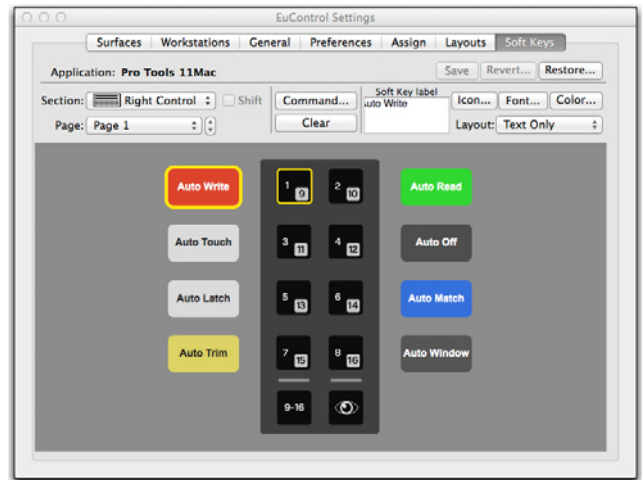 EuControl Settings
Surfaces Workstations General Preferences Assign Layouts Soft Keys
Application: Pro Tools 11Mac Save Revert... Restore...
Section: Right Control Shift Command... Soft Key label Icon... Font... Color...
uto Write
Page: Page 1 Clear Layout: Text Only
Auto Write 1 9 2 10 Auto Read
Auto Touch 3 11 4 12 Auto Off
Auto Latch 5 13 6 14 Auto Match
Auto Trim 7 15 8 16 Auto Window
9-16